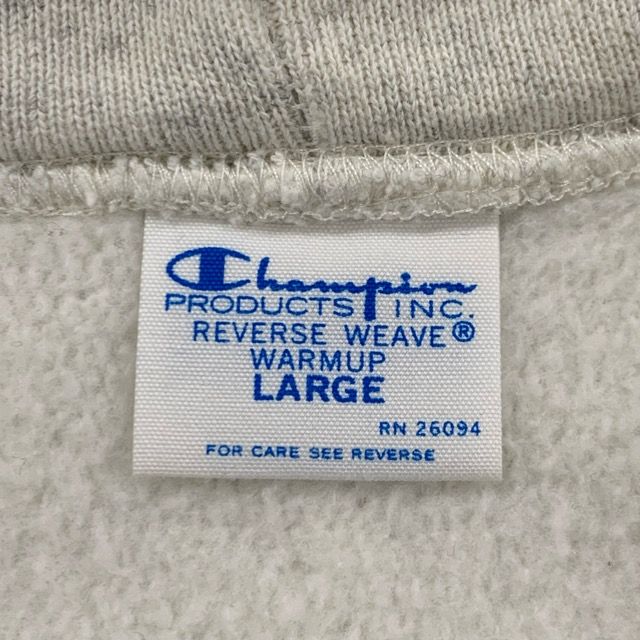 Champion
PRODUCTS INC.
REVERSE WEAVE®
WARMUP
LARGE
RN 26094
FOR CARE SEE REVERSE